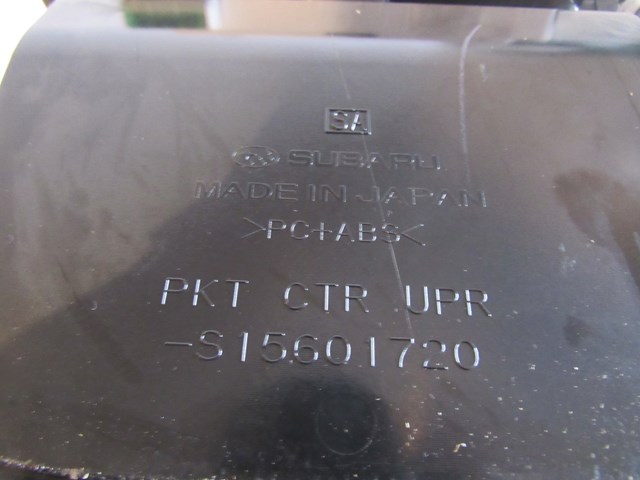 SA
SUBARU
MADE IN JAPAN
>PC+ABS<
PKT CTR UPR
-S15601720